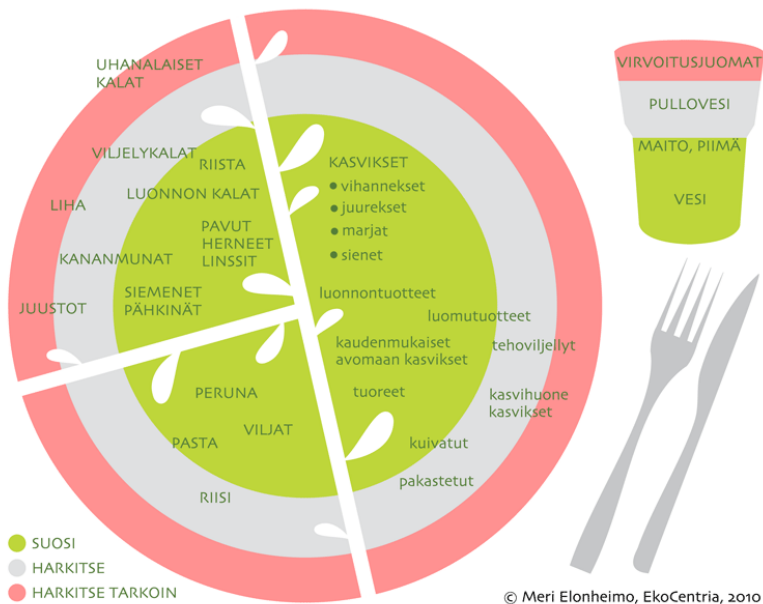 UHANALAISET
KALAT
VILJELYKALAT
RIISTA
LUONNON KALAT
LIHA
PAVUT
HERNEET
LINSSIT
KANANMUNAT
SIEMENET
PÄHKINÄT
JUUSTOT
KASVIKSET
• vihannekset
• juurekset
• marjat
• sienet
luonnontuotteet
luomutuotteet
kaudenmukaiset
avomaan kasvikset
tehoviljellyt
tuoreet
kasvihuone
kasvikset
kuivatut
pakastetut
PERUNA
VILJAT
PASTA
RIISI
VIRVOITUSJUOMAT
PULLOVESI
MAITO, PIIMÄ
VESI
SUOSI
HARKITSE
HARKITSE TARKOIN
© Meri Elonheimo, EkoCentria, 2010